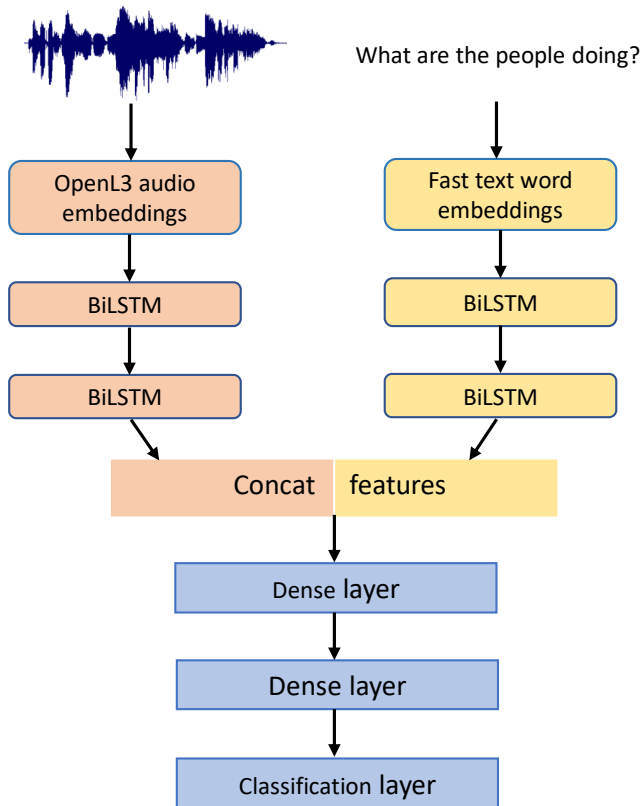 What are the people doing?
OpenL3 audio
embeddings
Fast text word
embeddings
BiLSTM
BiLSTM
BiLSTM
BiLSTM
Concat features
Dense layer
Dense layer
Classification layer